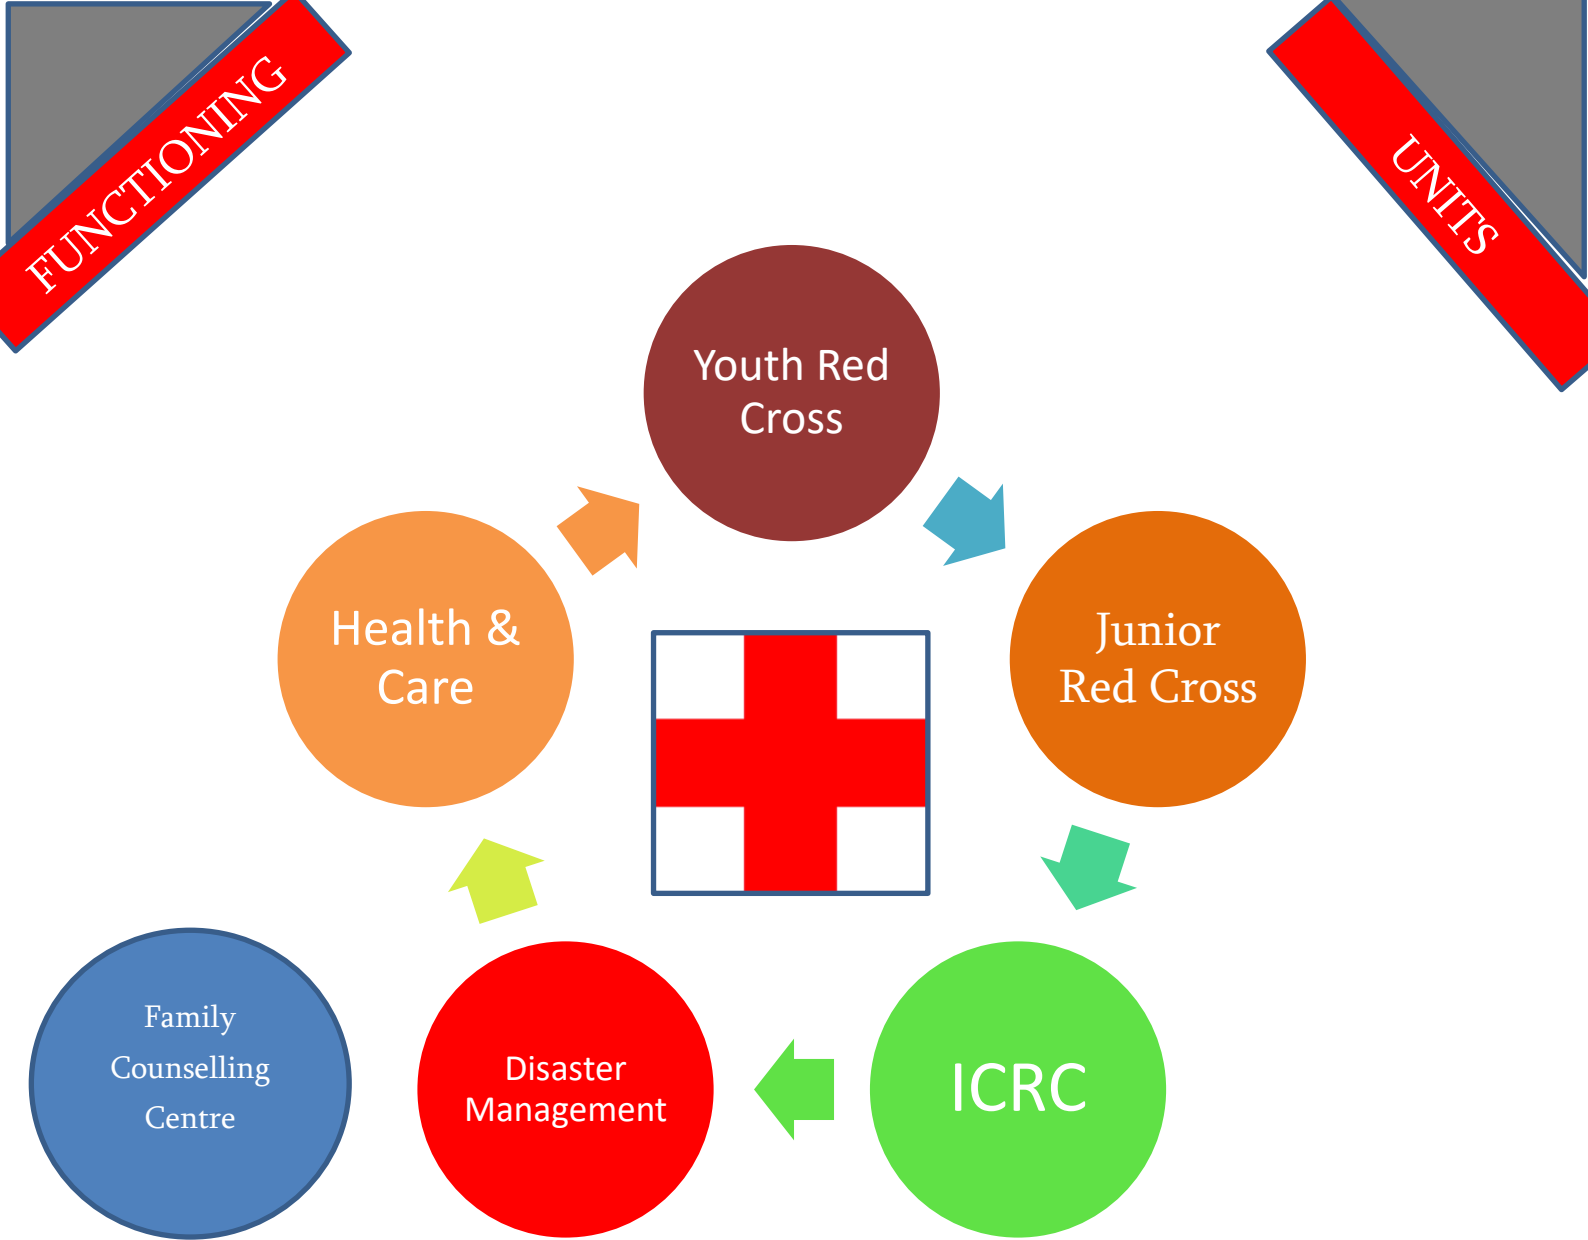 FUNCTIONING
UNITS
Youth Red
Cross
Health &
Care
Junior
Red Cross
Family
Counselling
Centre
Disaster
Management
ICRC